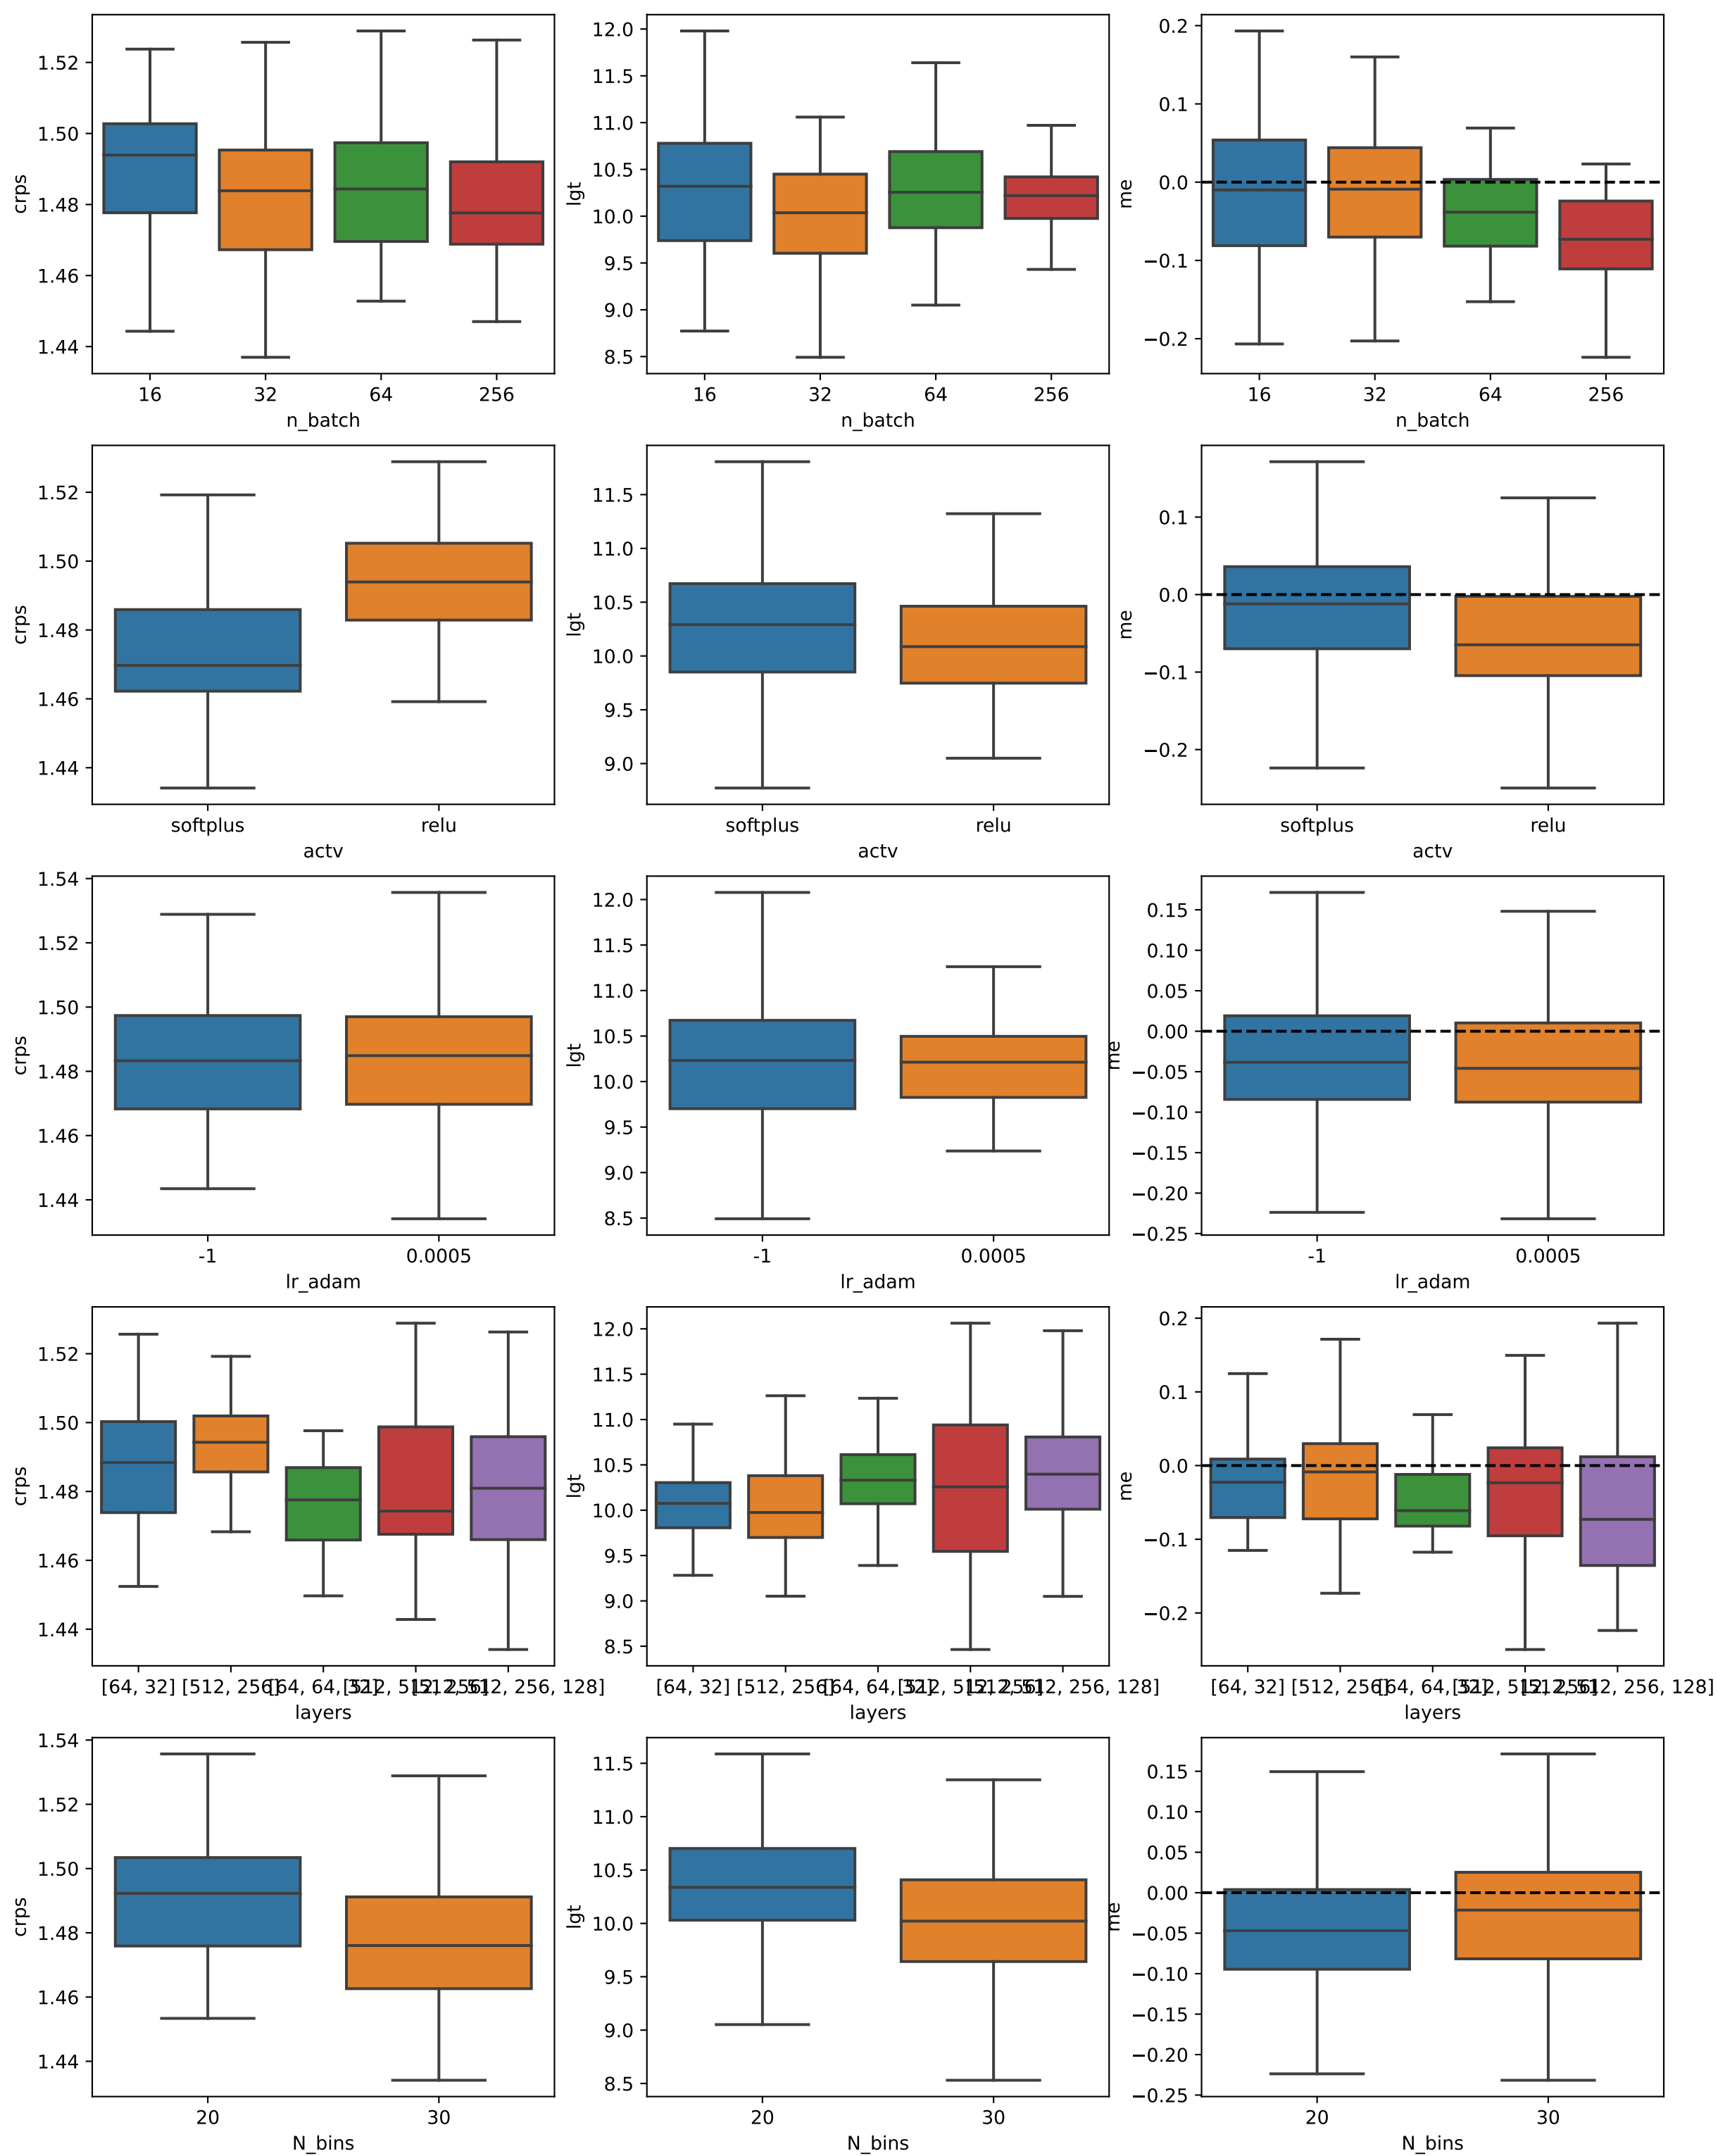 1.52
1.50
1.48
1.46
1.44
crps
16 32 64 256
n_batch
12.0
11.5
11.0
10.5
10.0
9.5
9.0
8.5
lgt
16 32 64 256
n_batch
0.2
0.1
0.0
−0.1
−0.2
me
16 32 64 256
n_batch
1.52
1.50
1.48
1.46
1.44
crps
softplus relu
actv
11.5
11.0
10.5
10.0
9.5
9.0
lgt
softplus relu
actv
0.1
0.0
−0.1
−0.2
me
softplus relu
actv
1.54
1.52
1.50
1.48
1.46
1.44
crps
-1 0.0005
lr_adam
12.0
11.5
11.0
10.5
10.0
9.5
9.0
8.5
lgt
-1 0.0005
lr_adam
0.15
0.10
0.05
0.00
−0.05
−0.10
−0.15
−0.20
−0.25
me
-1 0.0005
lr_adam
1.52
1.50
1.48
1.46
1.44
crps
[64, 32] [512, 256]
layers
12.0
11.5
11.0
10.5
10.0
9.5
9.0
8.5
lgt
[64, 32] [512, 256]
layers
0.2
0.1
0.0
−0.1
−0.2
me
[64, 32] [512, 256]
layers
1.54
1.52
1.50
1.48
1.46
1.44
crps
20 30
N_bins
11.5
11.0
10.5
10.0
9.5
9.0
8.5
lgt
20 30
N_bins
0.15
0.10
0.05
0.00
−0.05
−0.10
−0.15
−0.20
−0.25
me
20 30
N_bins